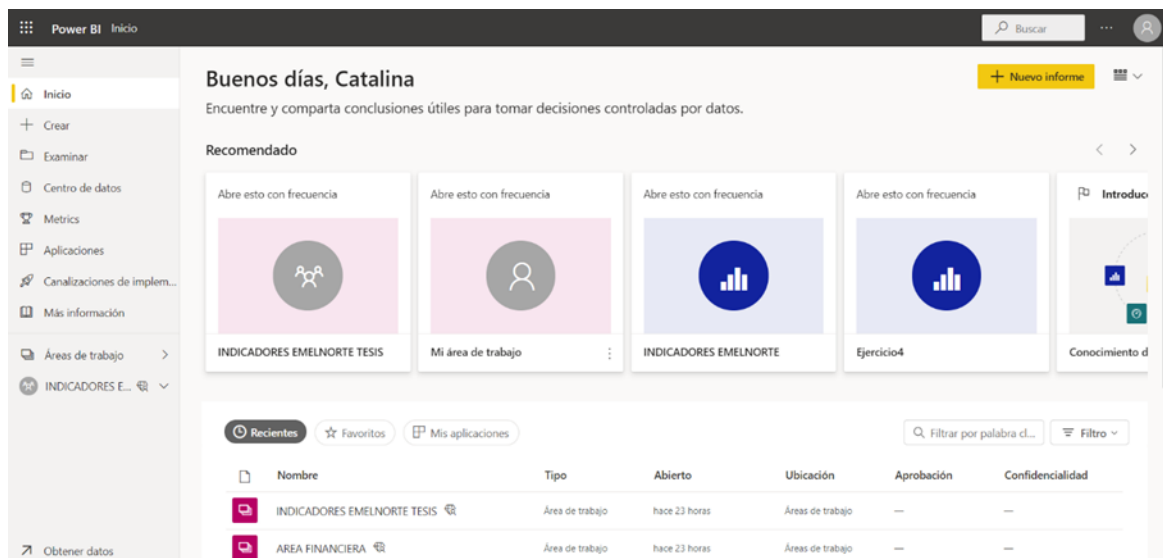 Power BI Inicio
Buscar
Inicio
Crear
Examinar
Centro de datos
Metrics
Aplicaciones
Canalizaciones de implem...
Más información
Áreas de trabajo
INDICADORES E...
Obtener datos
Buenos días, Catalina
Nuevo informe
Encuentre y comparta conclusiones útiles para tomar decisiones controladas por datos.
Recomendado
Abre esto con frecuencia Abre esto con frecuencia Abre esto con frecuencia Abre esto con frecuencia Introduc
INDICADORES EMELNORTE TESIS Mi área de trabajo INDICADORES EMELNORTE Ejercicio4 Conocimiento d
Recientes Favoritos Mis aplicaciones Filtrar por palabra cl... Filtro
Nombre Tipo Abierto Ubicación Aprobación Confidencialidad
INDICADORES EMELNORTE TESIS Área de trabajo hace 23 horas Áreas de trabajo — —
AREA FINANCIERA Área de trabajo hace 23 horas Áreas de trabajo — —